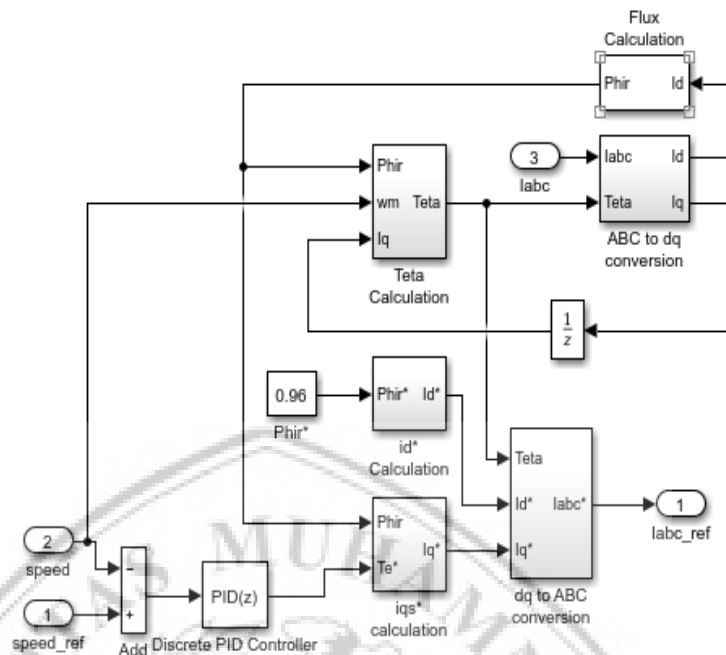 Flux
Calculation
Phir Id
3
Iabc
Iabc Id
Teta Iq
ABC to dq
conversion
Phir
wm Teta
Iq
Teta
Calculation
1
z
0.96
Phir*
Phir* Id*
id*
Calculation
Teta
Id* Iabc*
Iq*
dq to ABC
conversion
1
Iabc_ref
Phir
Iq*
Te*
iqs*
calculation
2
speed
1
speed_ref
−
+
Add
PID(z)
Discrete PID Controller
AS MUHAM